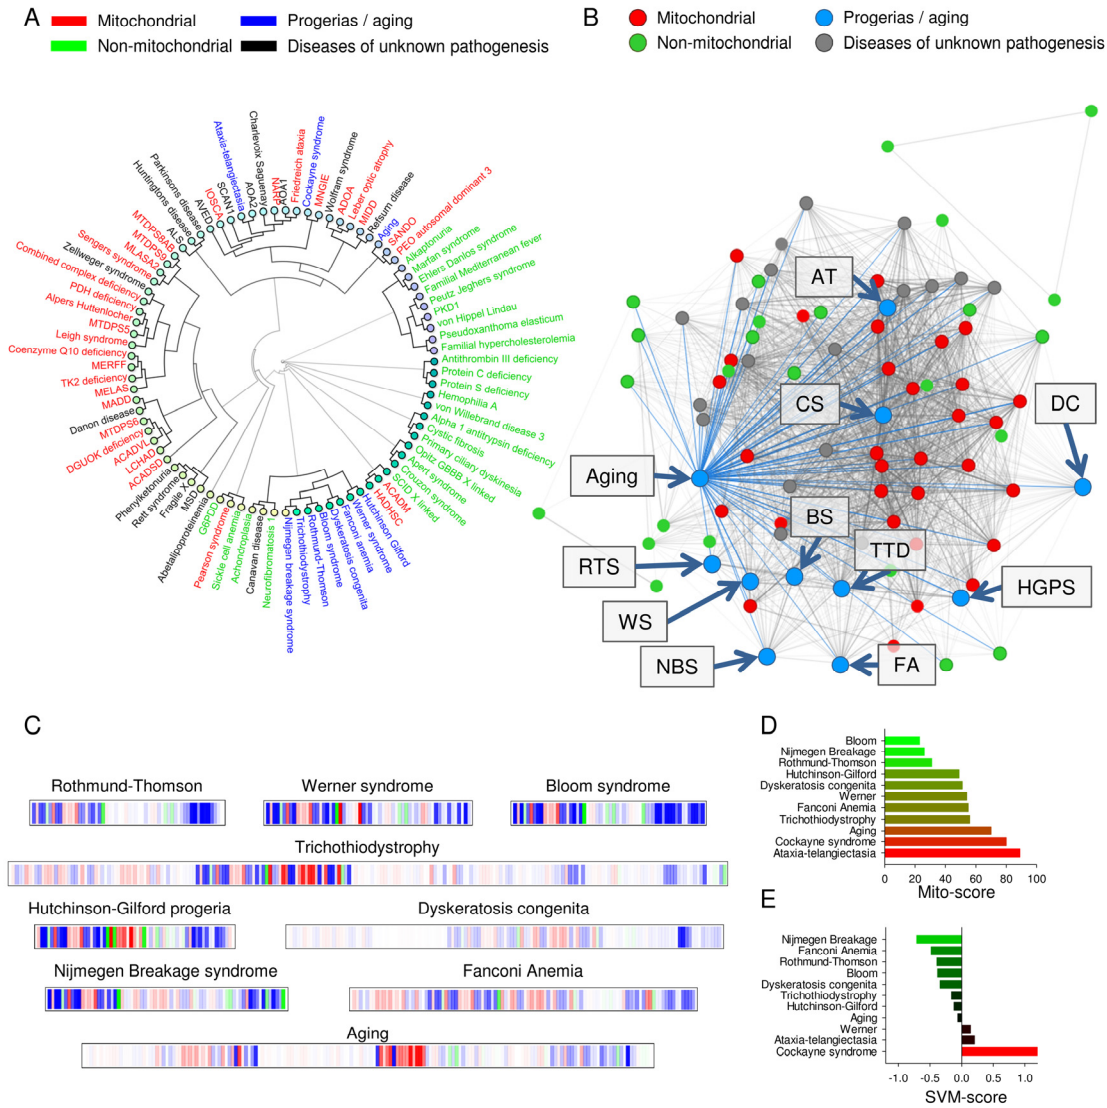 A
Mitochondrial
Progerias / aging
Non-mitochondrial
Diseases of unknown pathogenesis
B
Mitochondrial
Progerias / aging
Non-mitochondrial
Diseases of unknown pathogenesis
Combined complex deficiency
Zellweger syndrome
Sengers syndrome
MLASA2
MTDPS9
MTDPS8AB
ALS
Huntingtons disease
Parkinsons disease
AVED
IOSCA
SCAN1
Ataxia-telangiectasia
AOA2
Charlevoix Saguenay
NARP
AOA1
Friedreich ataxia
Cockayne syndrome
MNGIE
Wolfram syndrome
ADOA
Leber optic atrophy
MIDD
Refsum disease
Aging
SANDO
PEO autosomal dominant 3
Alkaptonuria
Marfan syndrome
Ehlers Danlos syndrome
Familial Mediterranean fever
Peutz Jeghers syndrome
PKD1
von Hippel Lindau
Pseudoxanthoma elasticum
Familial hypercholesterolemia
Antithrombin III deficiency
Protein C deficiency
Protein S deficiency
Hemophilia A
von Willebrand disease 3
Alpha 1 antitrypsin deficiency
Cystic fibrosis
Primary ciliary dyskinesia
Opitz GBBB X linked
Apert syndrome
Crouzon syndrome
SCID X linked
ACADM
HADHSC
Hutchinson Gilford
Werner syndrome
Fanconi anemia
Dyskeratosis congenita
Bloom syndrome
Rothmund-Thomson
Trichothiodystrophy
Nijmegen breakage syndrome
Neurofibromatosis 1
Canavan disease
Achondroplasia
Sickle cell anemia
Pearson syndrome
G6PCD
Abetalipoproteinemia
MSD
Fragile X
Rett syndrome
Phenylketonuria
ACADSD
LCHAD
ACADVL
DGUOK deficiency
MTDPS6
Danon disease
MADD
MELAS
TK2 deficiency
MERFF
Coenzyme Q10 deficiency
Leigh syndrome
MTDPS5
Alpers Huttenlocher
PDH deficiency
AT
CS
DC
Aging
BS
TTD
RTS
HGPS
WS
NBS
FA
C
Rothmund-Thomson
Werner syndrome
Bloom syndrome
Trichothiodystrophy
Hutchinson-Gilford progeria
Dyskeratosis congenita
Nijmegen Breakage syndrome
Fanconi Anemia
Aging
D
Bloom
Nijmegen Breakage
Rothmund-Thomson
Hutchinson-Gilford
Dyskeratosis congenita
Werner
Fanconi Anemia
Trichothiodystrophy
Aging
Cockayne syndrome
Ataxia-telangiectasia
0 20 40 60 80 100
Mito-score
E
Nijmegen Breakage
Fanconi Anemia
Rothmund-Thomson
Bloom
Dyskeratosis congenita
Trichothiodystrophy
Hutchinson-Gilford
Aging
Werner
Ataxia-telangiectasia
Cockayne syndrome
-1.0 -0.5 0.0 0.5 1.0
SVM-score